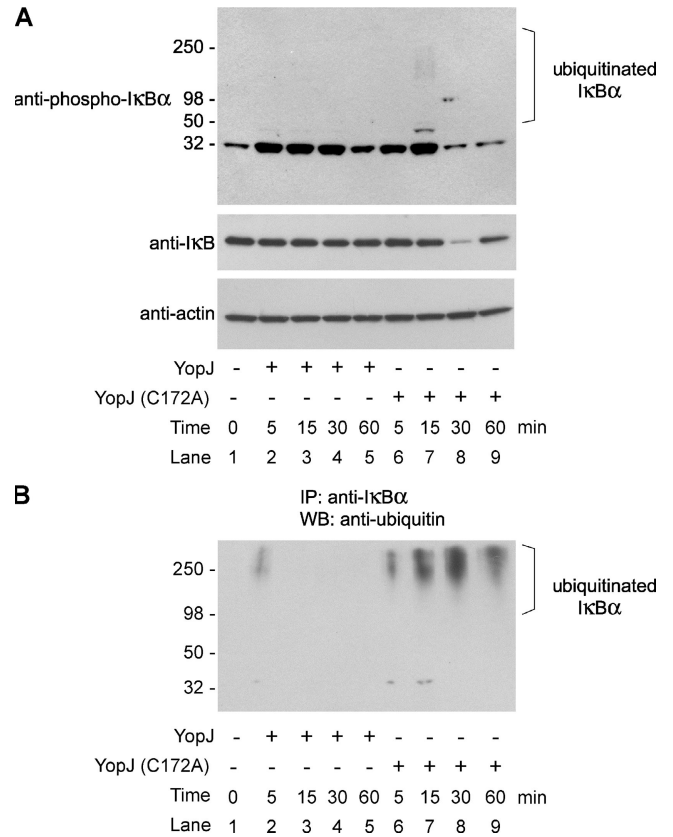 A
250 -
anti-phospho-IκBα 98 -
50 -
32 -
ubiquitinated
IκBα
anti-IκB
anti-actin
YopJ - + + + + - - - -
YopJ (C172A) - - - - - + + + +
Time 0 5 15 30 60 5 15 30 60 min
Lane 1 2 3 4 5 6 7 8 9
B
IP: anti-IκBα
WB: anti-ubiquitin
250 -
98 -
50 -
32 -
ubiquitinated
IκBα
YopJ - + + + + - - - -
YopJ (C172A) - - - - - + + + +
Time 0 5 15 30 60 5 15 30 60 min
Lane 1 2 3 4 5 6 7 8 9